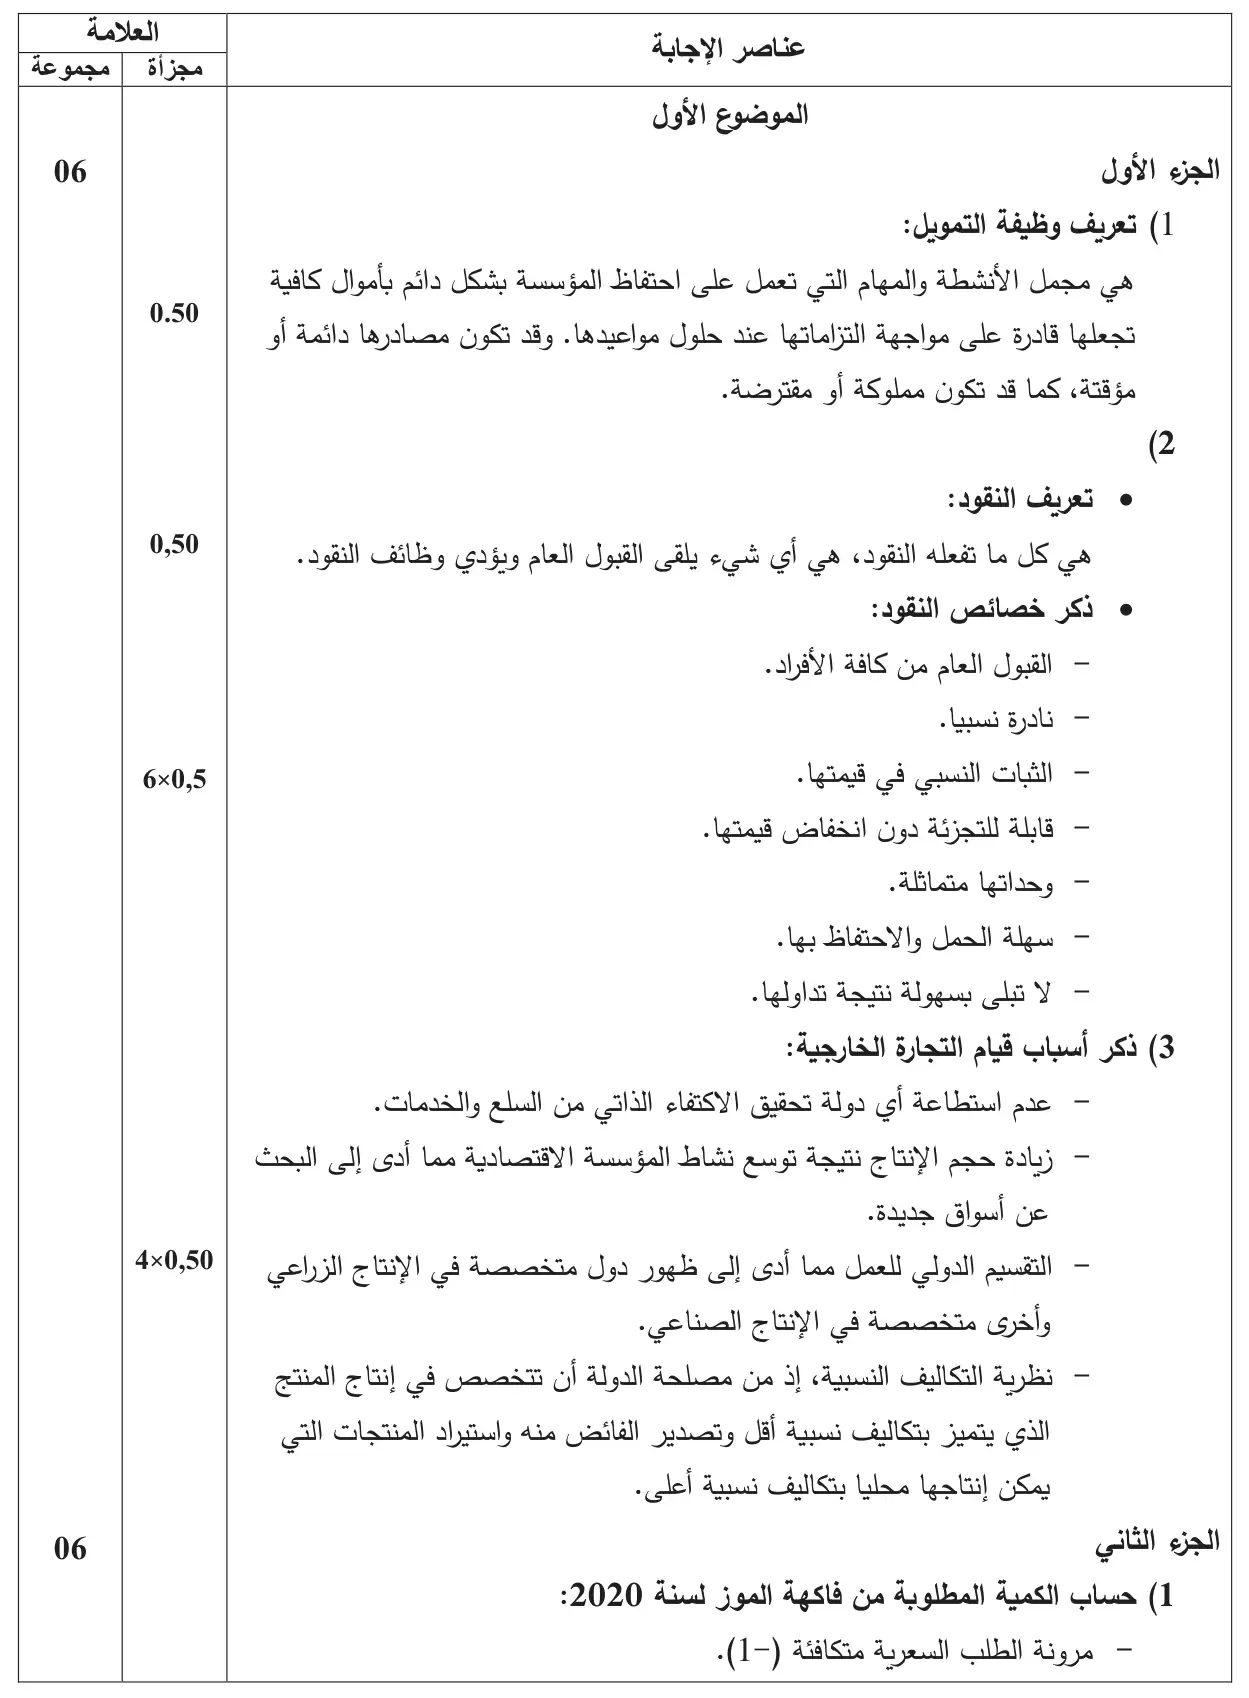 عناصر الإجابة
العلامة
مجزأة
مجموعة
الموضوع الأول
الجزء الأول
06
1) تعريف وظيفة التمويل:
هي مجمل الأنشطة والمهام التي تعمل على احتفاظ المؤسسة بشكل دائم بأموال كافية
0.50
تجعلها قادرة على مواجهة التزاماتها عند حلول مواعيدها. وقد تكون مصادرها دائمة أو
مؤقتة، كما قد تكون مملوكة أو مقترضة.
2)
• تعريف النقود:
هي كل ما تفعله النقود، هي أي شيء يلقى القبول العام ويؤدي وظائف النقود.
0,50
• ذكر خصائص النقود:
− القبول العام من كافة الأفراد.
− نادرة نسبيا.
− الثبات النسبي في قيمتها.
6×0,5
− قابلة للتجزئة دون انخفاض قيمتها.
− وحداتها متماثلة.
− سهلة الحمل والاحتفاظ بها.
− لا تبلى بسهولة نتيجة تداولها.
3) ذكر أسباب قيام التجارة الخارجية:
− عدم استطاعة أي دولة تحقيق الاكتفاء الذاتي من السلع والخدمات.
− زيادة حجم الإنتاج نتيجة توسع نشاط المؤسسة الاقتصادية مما أدى إلى البحث
عن أسواق جديدة.
− التقسيم الدولي للعمل مما أدى إلى ظهور دول متخصصة في الإنتاج الزراعي
4×0,50
وأخرى متخصصة في الإنتاج الصناعي.
− نظرية التكاليف النسبية، إذ من مصلحة الدولة أن تتخصص في إنتاج المنتج
الذي يتميز بتكاليف نسبية أقل وتصدير الفائض منه واستيراد المنتجات التي
يمكن إنتاجها محليا بتكاليف نسبية أعلى.
الجزء الثاني
06
1) حساب الكمية المطلوبة من فاكهة الموز لسنة 2020:
− مرونة الطلب السعرية متكافئة (−1).